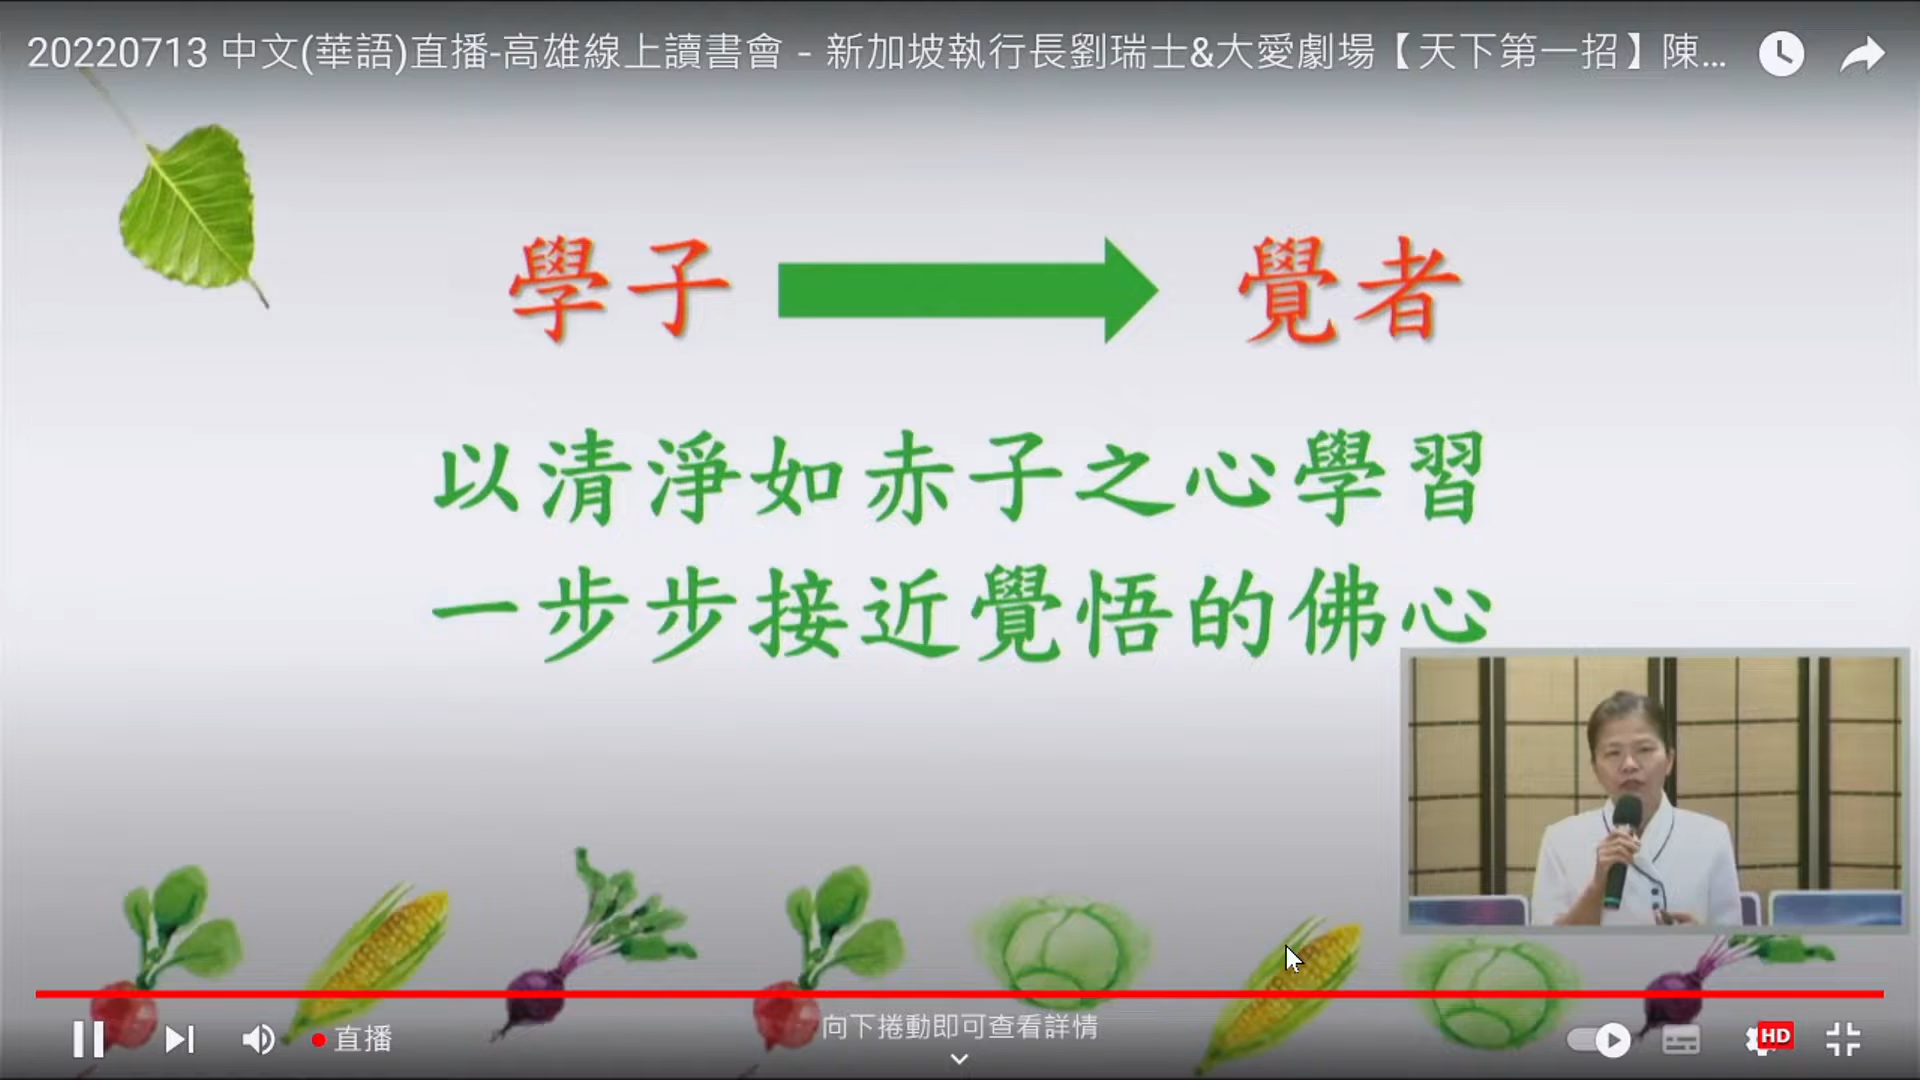 20220713 中文(華語)直播-高雄線上讀書會 - 新加坡執行長劉瑞士&大愛劇場【天下第一招】陳...
學子 覺者
以清淨如赤子之心學習
一步步接近覺悟的佛心
直播
向下捲動即可查看詳情
HD